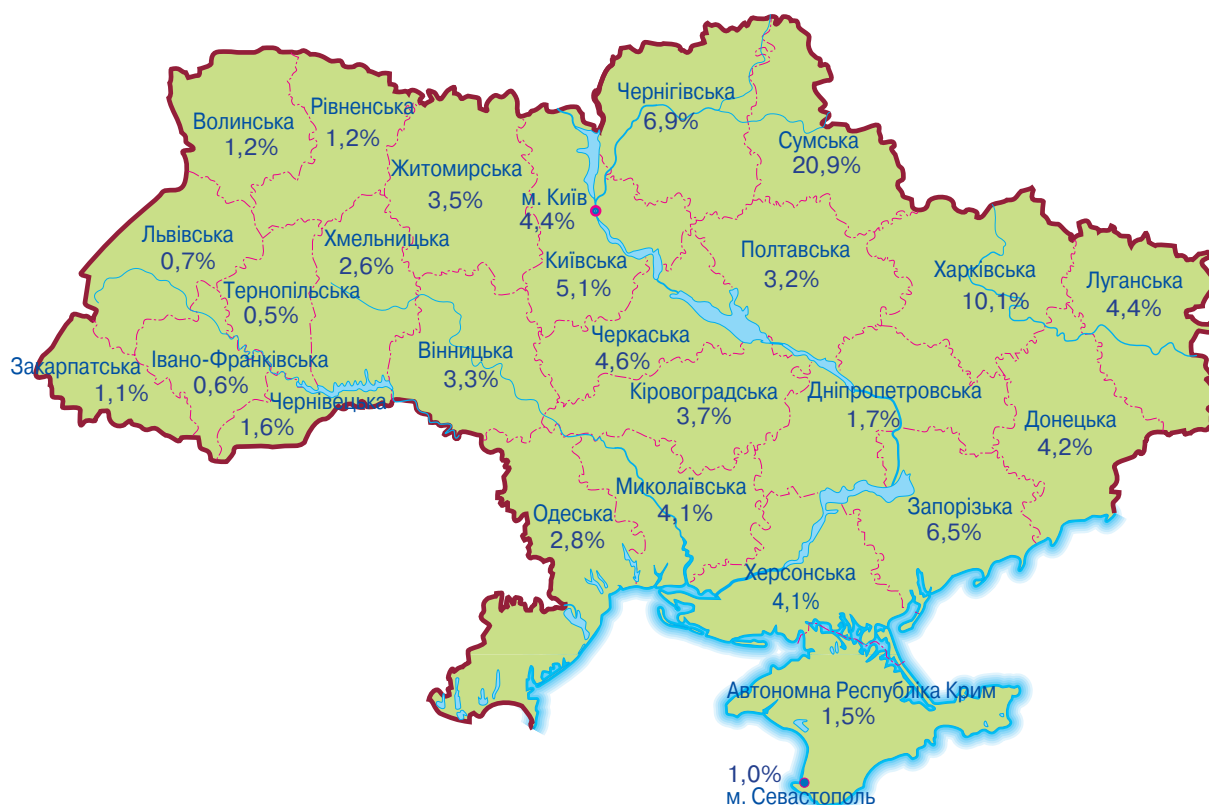 Чернігівська
6,9%
Рівненська
1,2%
Волинська
1,2%
Сумська
20,9%
Житомирська
3,5%
м. Київ
4,4%
Львівська
0,7%
Хмельницька
2,6%
Київська
5,1%
Полтавська
3,2%
Харківська
10,1%
Луганська
4,4%
Тернопільська
0,5%
Черкаська
4,6%
Вінницька
3,3%
Закарпатська
1,1%
Івано-Франківська
0,6%
Чернівецька
1,6%
Кіровоградська
3,7%
Дніпропетровська
1,7%
Донецька
4,2%
Миколаївська
4,1%
Одеська
2,8%
Запорізька
6,5%
Херсонська
4,1%
Автономна Республіка Крим
1,5%
1,0%
м. Севастополь